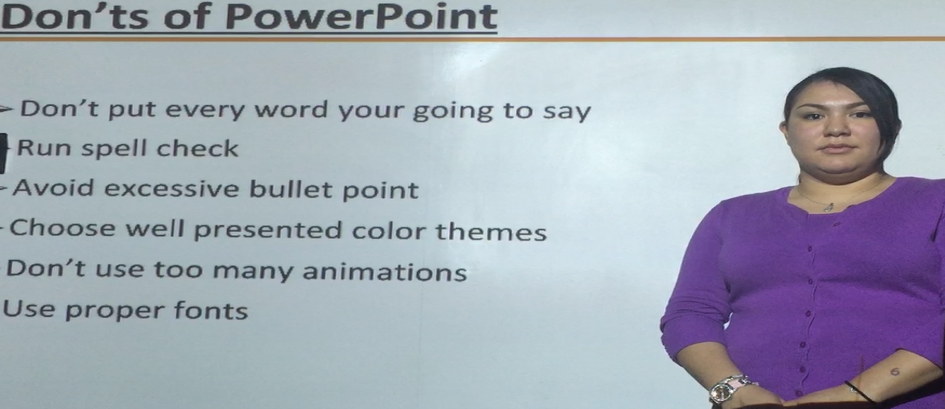 Don'ts of PowerPoint
Don't put every word your going to say
Run spell check
Avoid excessive bullet point
Choose well presented color themes
Don't use too many animations
Use proper fonts